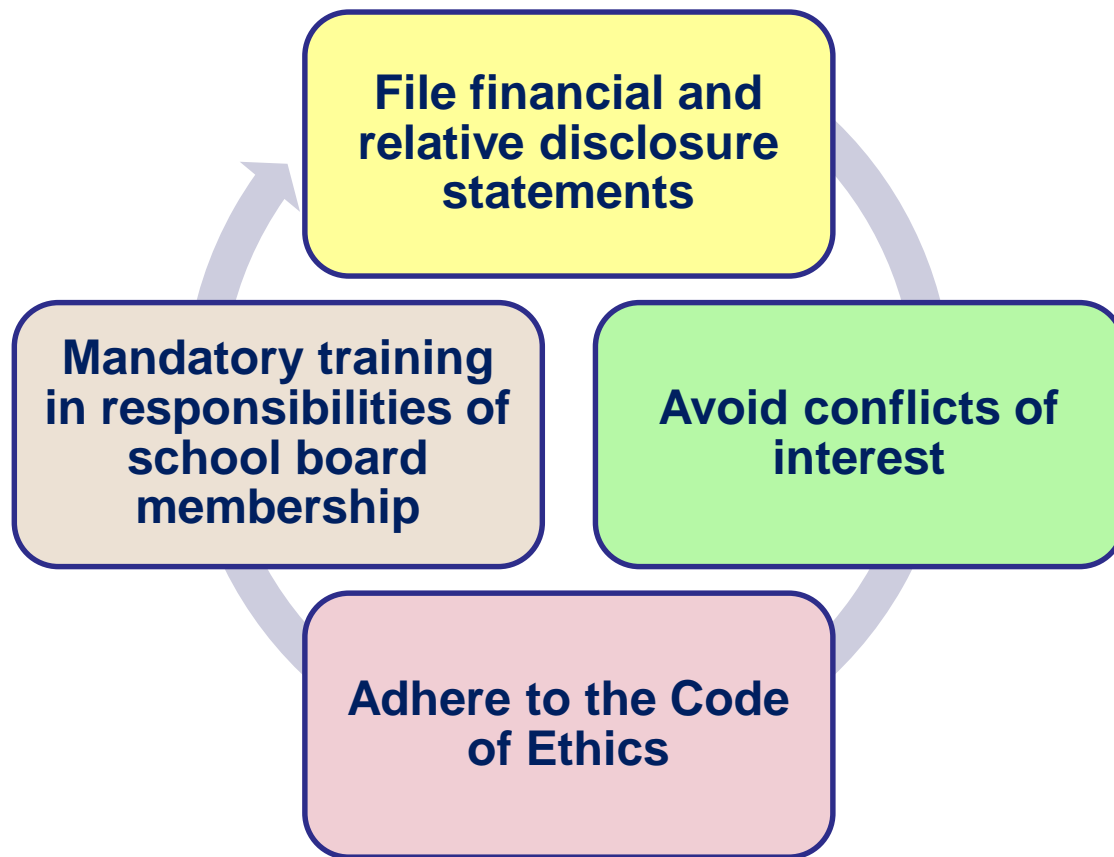 File financial and
relative disclosure
statements
Avoid conflicts of
interest
Adhere to the Code
of Ethics
Mandatory training
in responsibilities of
school board
membership